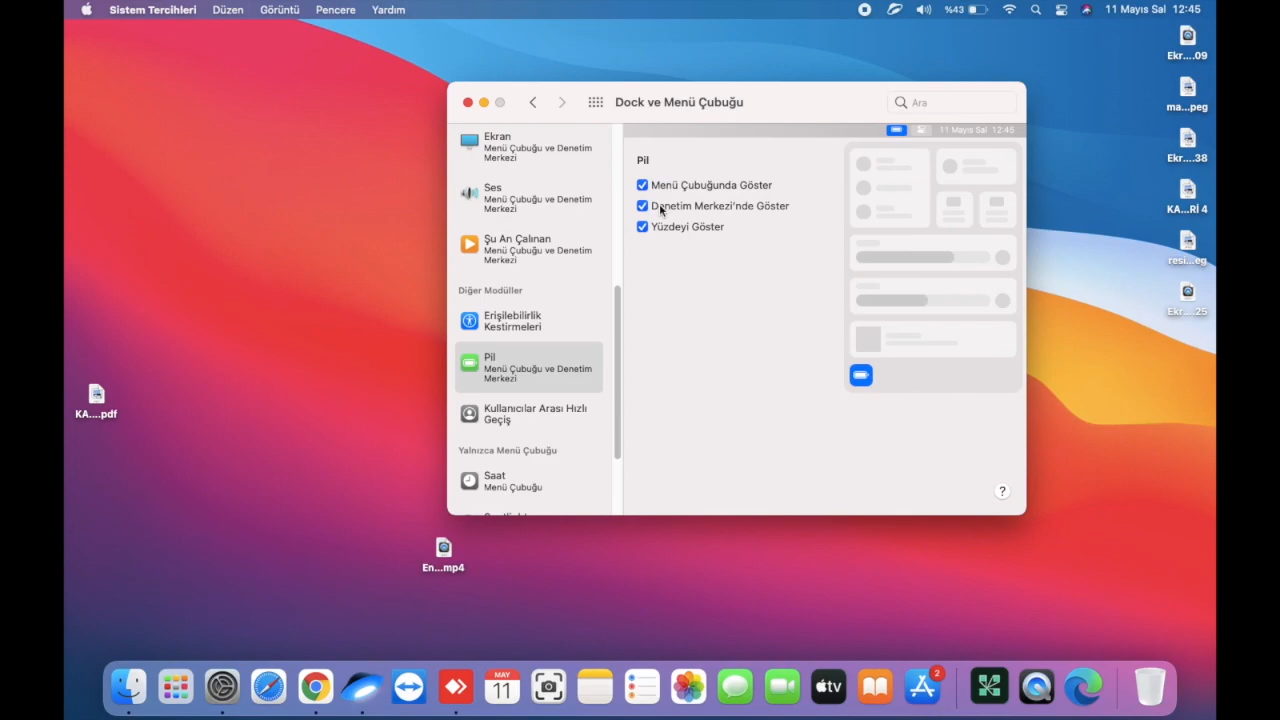 Sistem Tercihleri Düzen Görüntü Pencere Yardım %43 11 Mayıs Sal 12:45
Ekr....09
ma...peg
Ekr....38
KA...Rİ 4
resi...eg
Ekr....25
KA....pdf
En...mp4
Dock ve Menü Çubuğu
Ara
11 Mayıs Sal 12:45
Ekran
Menü Çubuğu ve Denetim
Merkezi
Ses
Menü Çubuğu ve Denetim
Merkezi
Şu An Çalınan
Menü Çubuğu ve Denetim
Merkezi
Diğer Modüller
Erişilebilirlik
Kestirmeleri
Pil
Menü Çubuğu ve Denetim
Merkezi
Kullanıcılar Arası Hızlı
Geçiş
Yalnızca Menü Çubuğu
Saat
Menü Çubuğu
Pil
Menü Çubuğunda Göster
Denetim Merkezi'nde Göster
Yüzdeyi Göster
?
MAY
11
tv
2